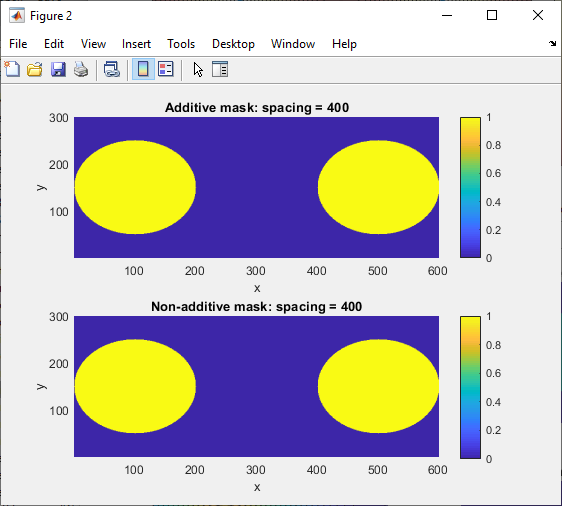 Figure 2
File Edit View Insert Tools Desktop Window Help
Additive mask: spacing = 400
300
200
100
y
100 200 300 400 500 600
x
1
0.8
0.6
0.4
0.2
0
Non-additive mask: spacing = 400
300
200
100
y
100 200 300 400 500 600
x
1
0.8
0.6
0.4
0.2
0